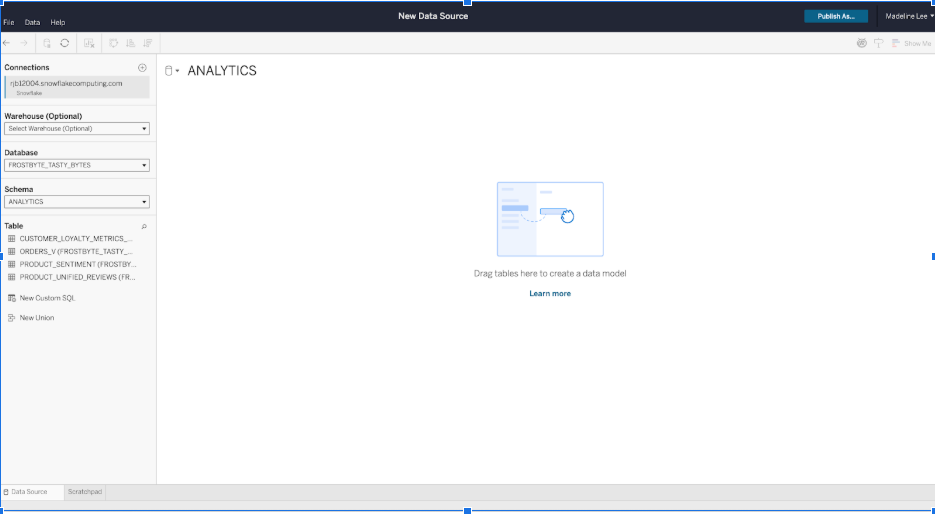 New Data Source
Publish As...
Madeline Lee
File Data Help
Show Me
Connections
rjb12004.snowflakecomputing.com
Snowflake
Warehouse (Optional)
Select Warehouse (Optional)
Database
FROSTBYTE_TASTY_BYTES
Schema
ANALYTICS
Table
CUSTOMER_LOYALTY_METRICS_...
ORDERS_V (FROSTBYTE_TASTY_...
PRODUCT_SENTIMENT (FROSTBY...
PRODUCT_UNIFIED_REVIEWS (FR...
New Custom SQL
New Union
ANALYTICS
Drag tables here to create a data model
Learn more
Data Source Scratchpad